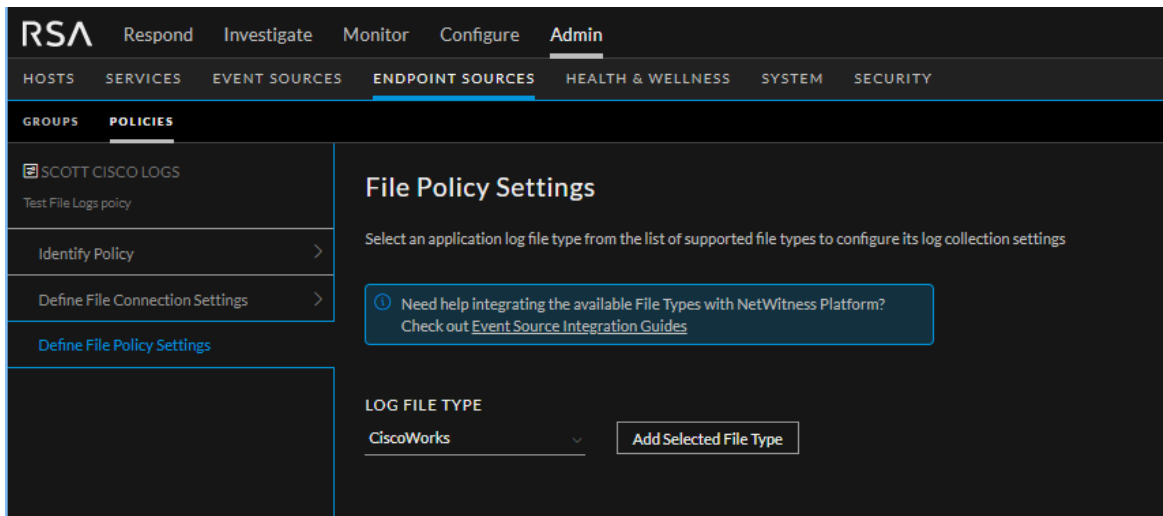 RSA Respond Investigate Monitor Configure Admin
HOSTS SERVICES EVENT SOURCES ENDPOINT SOURCES HEALTH & WELLNESS SYSTEM SECURITY
GROUPS POLICIES
SCOTT CISCO LOGS
Test File Logs poicy
Identify Policy
Define File Connection Settings
Define File Policy Settings
File Policy Settings
Select an application log file type from the list of supported file types to configure its log collection settings
Need help integrating the available File Types with NetWitness Platform?
Check out Event Source Integration Guides
LOG FILE TYPE
CiscoWorks Add Selected File Type